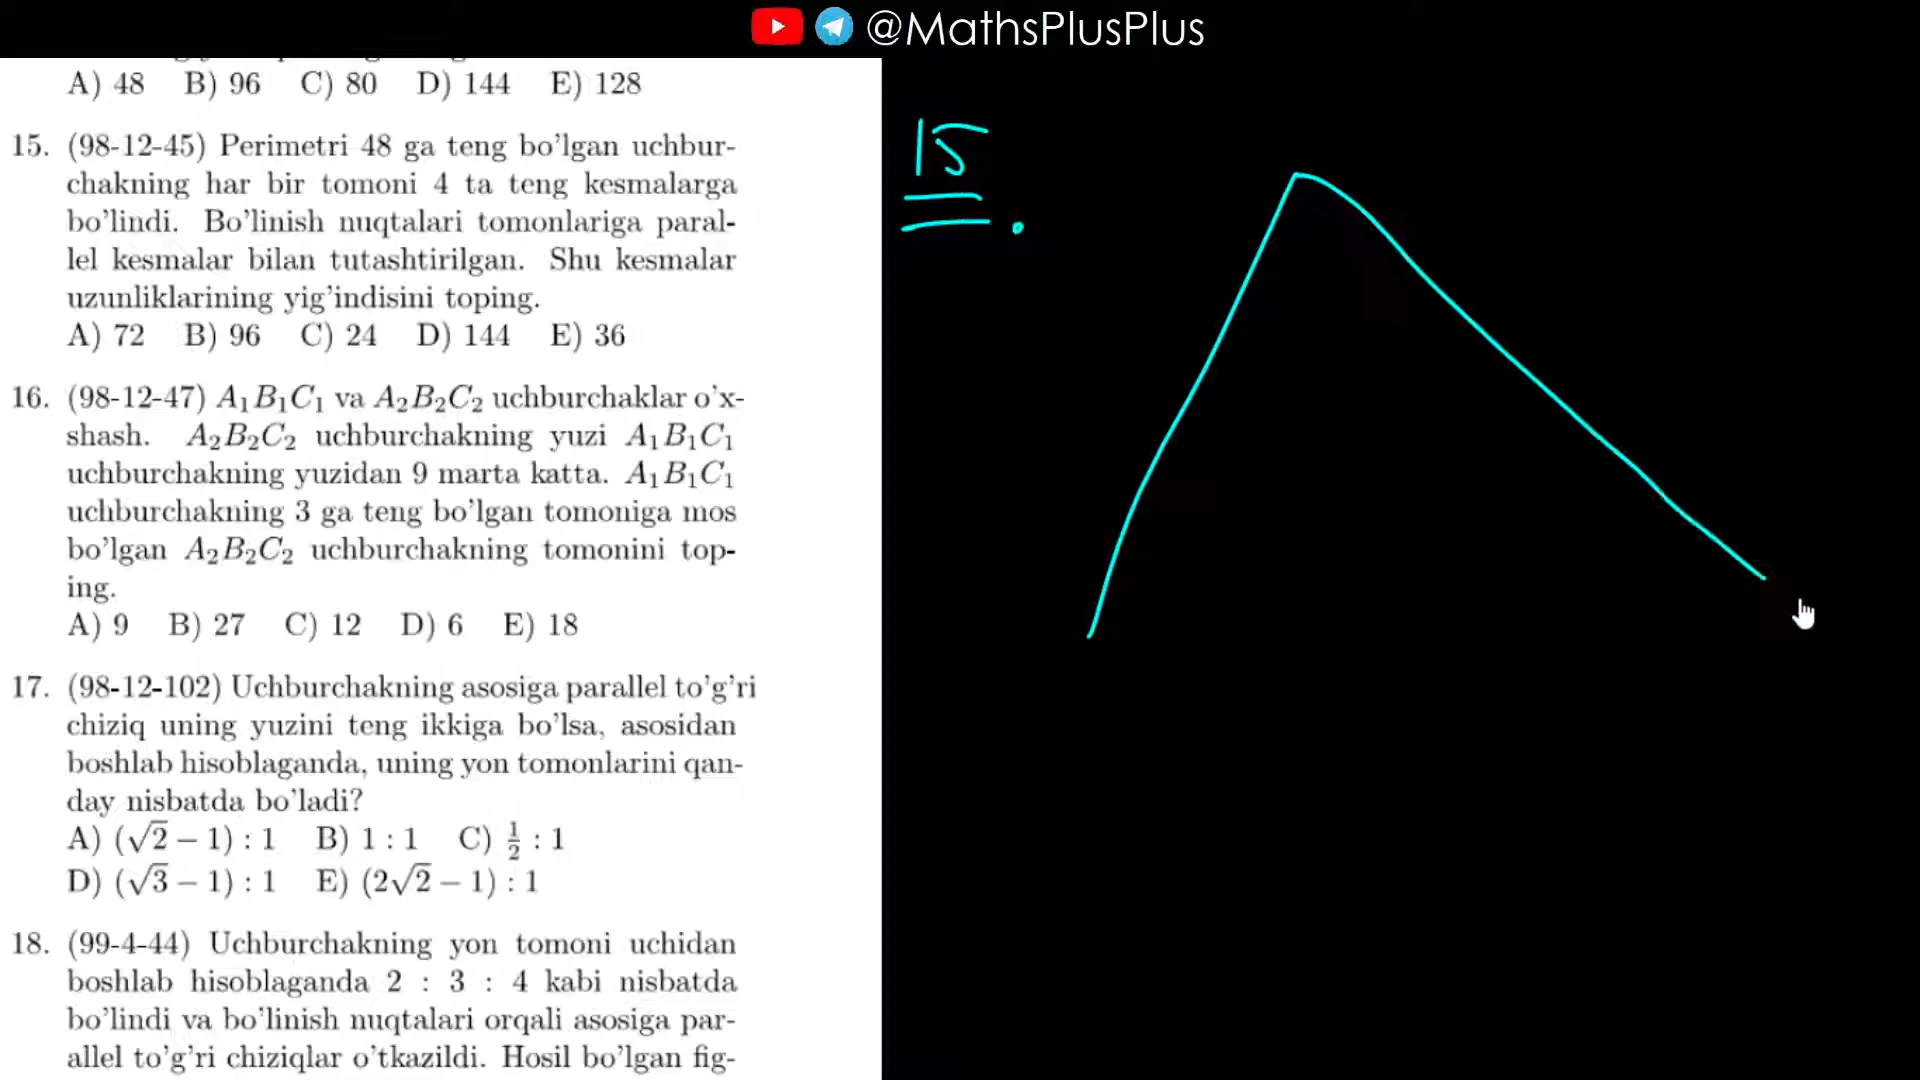 @MathsPlusPlus
A) 48 B) 96 C) 80 D) 144 E) 128
15. (98-12-45) Perimetri 48 ga teng bo'lgan uchbur-
chakning har bir tomoni 4 ta teng kesmalarga
bo'lindi. Bo'linish nuqtalari tomonlariga paral-
lel kesmalar bilan tutashtirilgan. Shu kesmalar
uzunliklarining yig'indisini toping.
A) 72 B) 96 C) 24 D) 144 E) 36
16. (98-12-47) A₁B₁C₁ va A₂B₂C₂ uchburchaklar o'x-
shash. A₂B₂C₂ uchburchakning yuzi A₁B₁C₁
uchburchakning yuzidan 9 marta katta. A₁B₁C₁
uchburchakning 3 ga teng bo'lgan tomoniga mos
bo'lgan A₂B₂C₂ uchburchakning tomonini top-
ing.
A) 9 B) 27 C) 12 D) 6 E) 18
17. (98-12-102) Uchburchakning asosiga parallel to'g'ri
chiziq uning yuzini teng ikkiga bo'lsa, asosidan
boshlab hisoblaganda, uning yon tomonlarini qan-
day nisbatda bo'ladi?
A) (√2 − 1) : 1 B) 1 : 1 C) 1/2 : 1
D) (√3 − 1) : 1 E) (2√2 − 1) : 1
18. (99-4-44) Uchburchakning yon tomoni uchidan
boshlab hisoblaganda 2 : 3 : 4 kabi nisbatda
bo'lindi va bo'linish nuqtalari orqali asosiga par-
allel to'g'ri chiziqlar o'tkazildi. Hosil bo'lgan fig-
15.